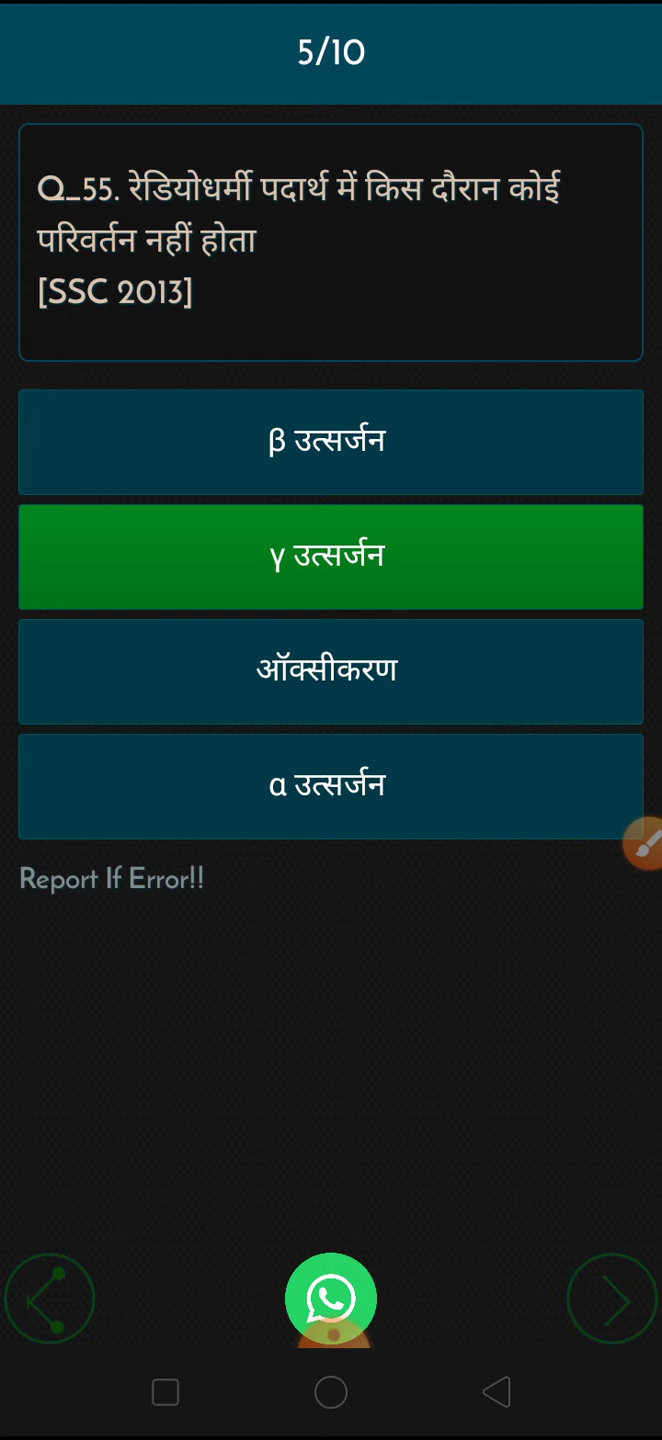 5/10
Q_55. रेडियोधर्मी पदार्थ में किस दौरान कोई
परिवर्तन नहीं होता
[SSC 2013]
β उत्सर्जन
γ उत्सर्जन
ऑक्सीकरण
α उत्सर्जन
Report If Error!!